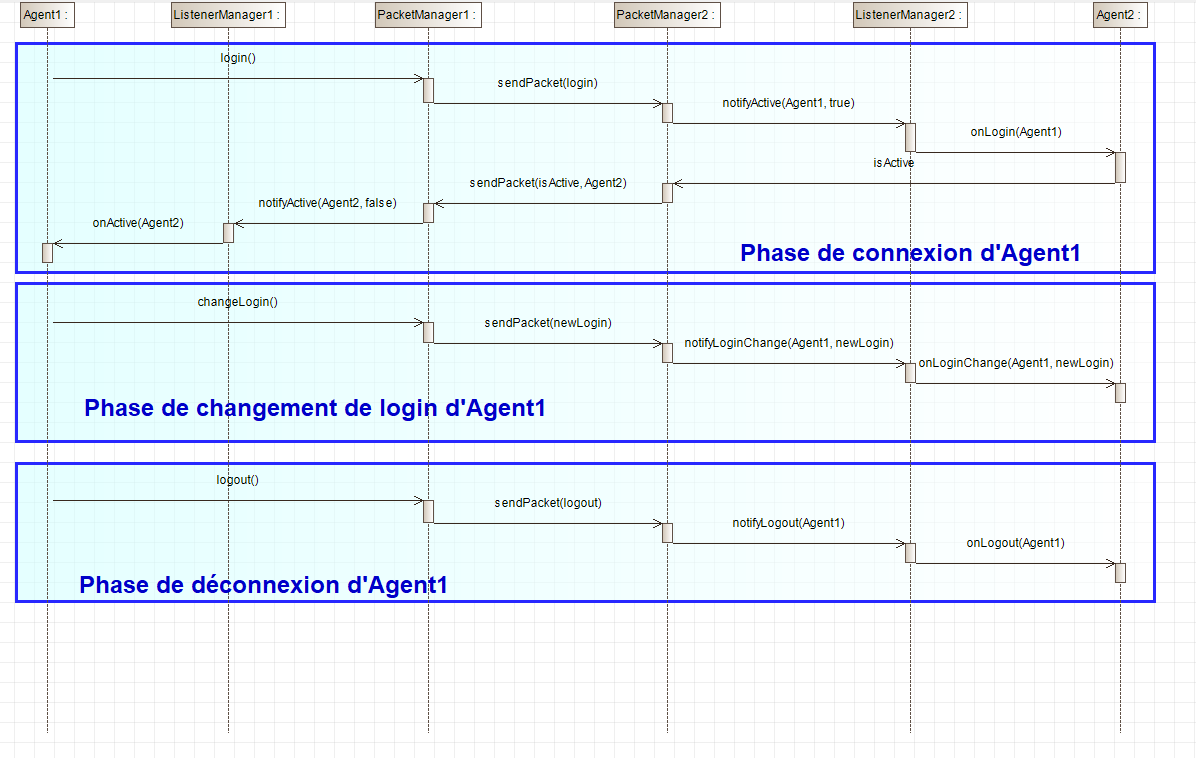 Agent1 :
ListenerManager1 :
PacketManager1 :
PacketManager2 :
ListenerManager2 :
Agent2 :
login()
sendPacket(login)
notifyActive(Agent1, true)
onLogin(Agent1)
isActive
sendPacket(isActive, Agent2)
notifyActive(Agent2, false)
onActive(Agent2)
Phase de connexion d'Agent1
changeLogin()
sendPacket(newLogin)
notifyLoginChange(Agent1, newLogin)
onLoginChange(Agent1, newLogin)
Phase de changement de login d'Agent1
logout()
sendPacket(logout)
notifyLogout(Agent1)
onLogout(Agent1)
Phase de déconnexion d'Agent1